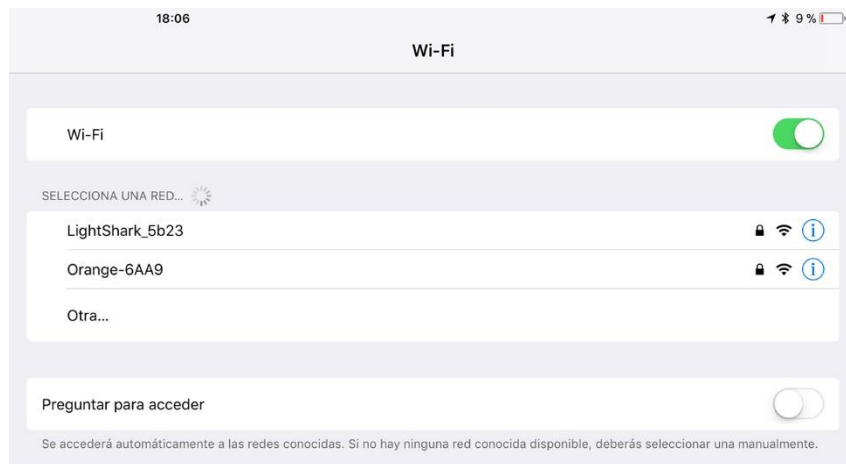 18:06
9 %
Wi-Fi
Wi-Fi
SELECCIONA UNA RED...
LightShark_5b23
Orange-6AA9
Otra...
Preguntar para acceder
Se accederá automáticamente a las redes conocidas. Si no hay ninguna red conocida disponible, deberás seleccionar una manualmente.